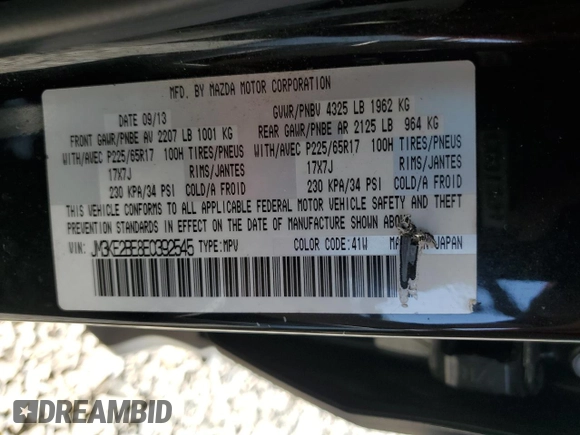 MFD. BY MAZDA MOTOR CORPORATION
DATE 09/13 GVWR/PNBV 4325 LB 1962 KG
FRONT GAWR/PNBE AV 2207 LB 1001 KG REAR GAWR/PNBE AR 2125 LB 964 KG
WITH/AVEC P225/65R17 100H TIRES/PNEUS WITH/AVEC P225/65R17 100H TIRES/PNEUS
17X7J RIMS/JANTES 17X7J RIMS/JANTES
230 KPA/34 PSI COLD/A FROID 230 KPA/34 PSI COLD/A FROID
THIS VEHICLE CONFORMS TO ALL APPLICABLE FEDERAL MOTOR VEHICLE SAFETY AND THEFT
PREVENTION STANDARDS IN EFFECT ON THE DATE OF MANUFACTURE SHOWN ABOVE.
VIN: JM3KE2BE8E0392545 TYPE:MPV COLOR CODE:41W JAPAN
DREAMBID